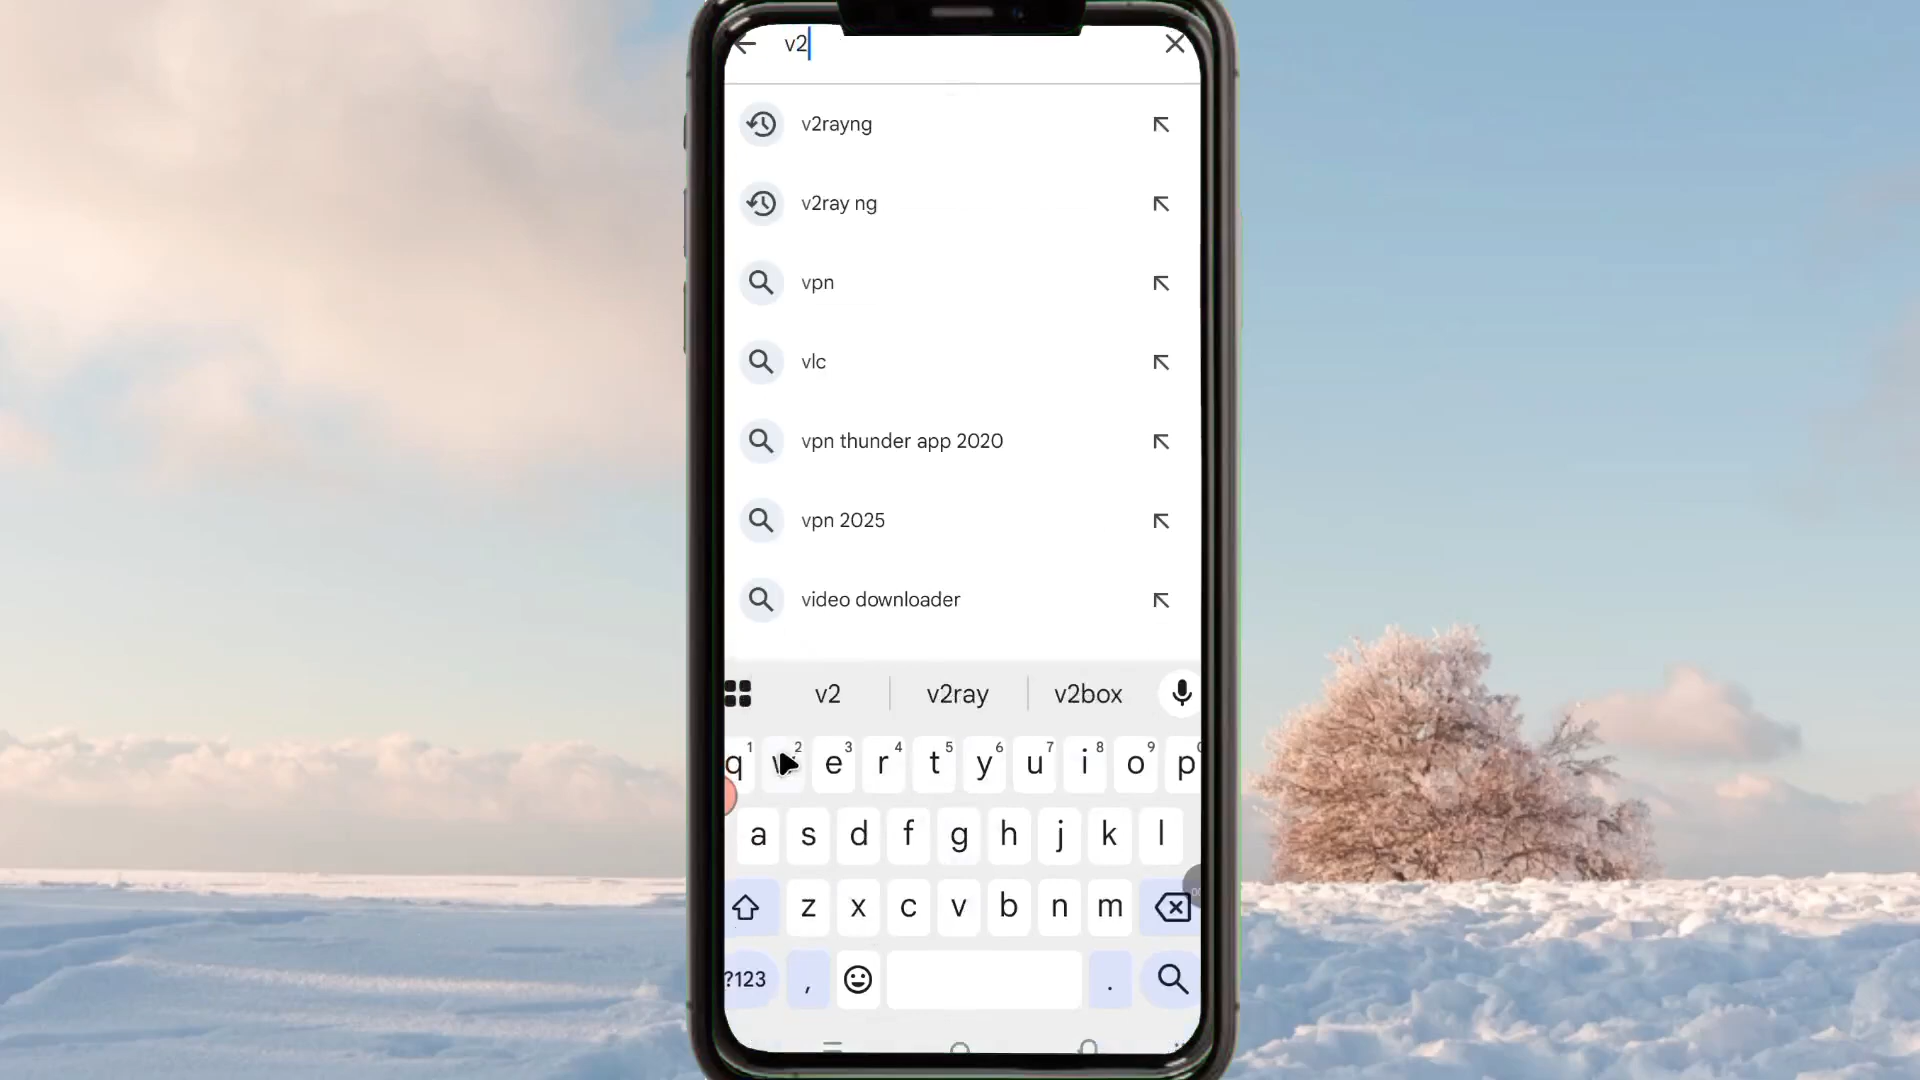 v2
v2rayng
v2ray ng
vpn
vlc
vpn thunder app 2020
vpn 2025
video downloader
v2 v2ray v2box
1 2 3 4 5 6 7 8 9
q e r t y u i o p
a s d f g h j k l
z x c v b n m
?123 , .